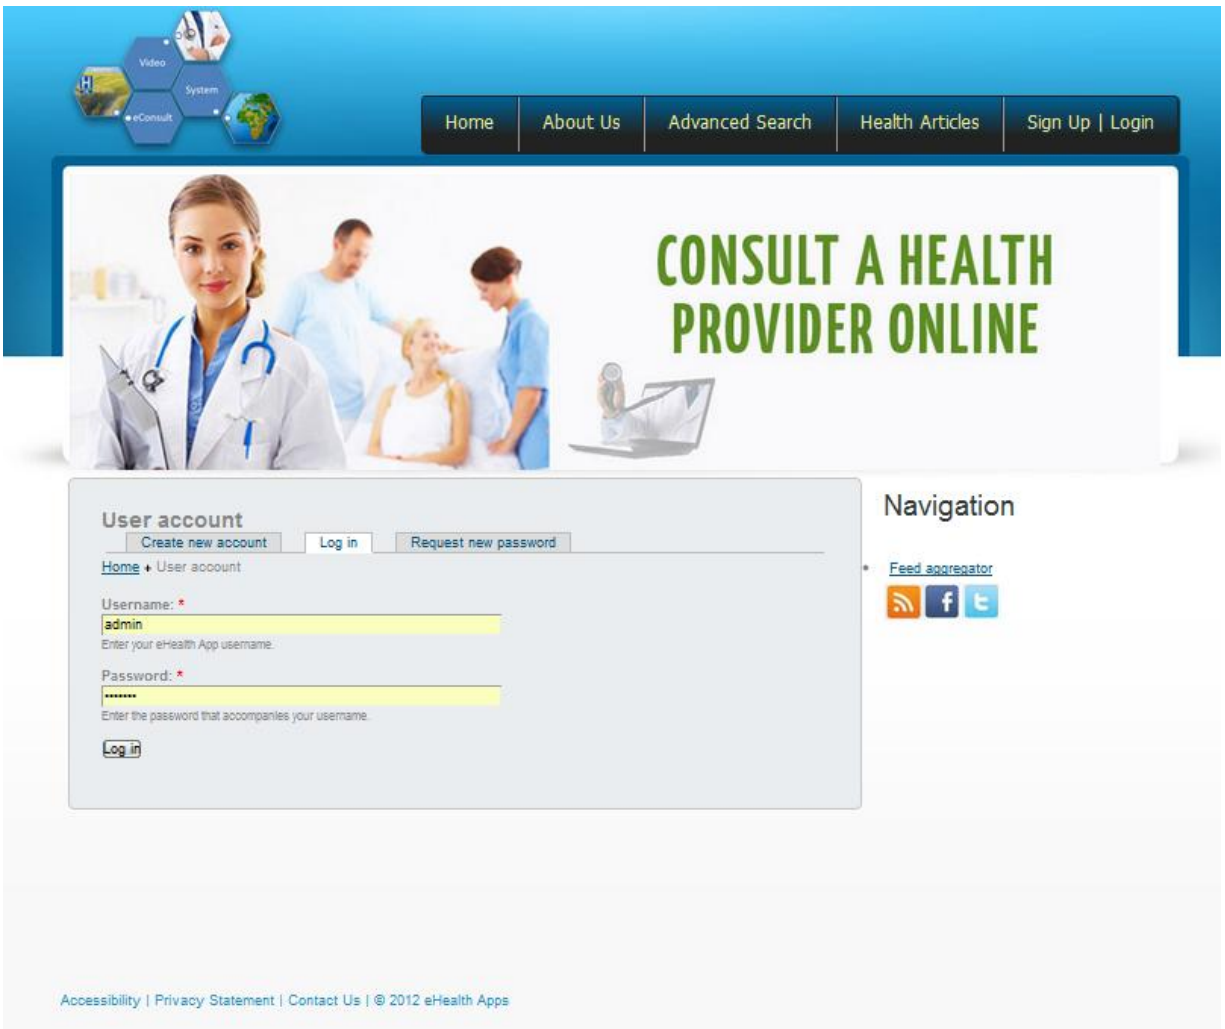 Video
System
H
eConsult
Home
About Us
Advanced Search
Health Articles
Sign Up | Login
CONSULT A HEALTH
PROVIDER ONLINE
User account
Create new account
Log in
Request new password
Home + User account
Username: *
admin
Enter your eHealth App username.
Password: *
•••••••
Enter the password that accompanies your username.
Log in
Navigation
Feed aggregator
Accessibility | Privacy Statement | Contact Us | © 2012 eHealth Apps